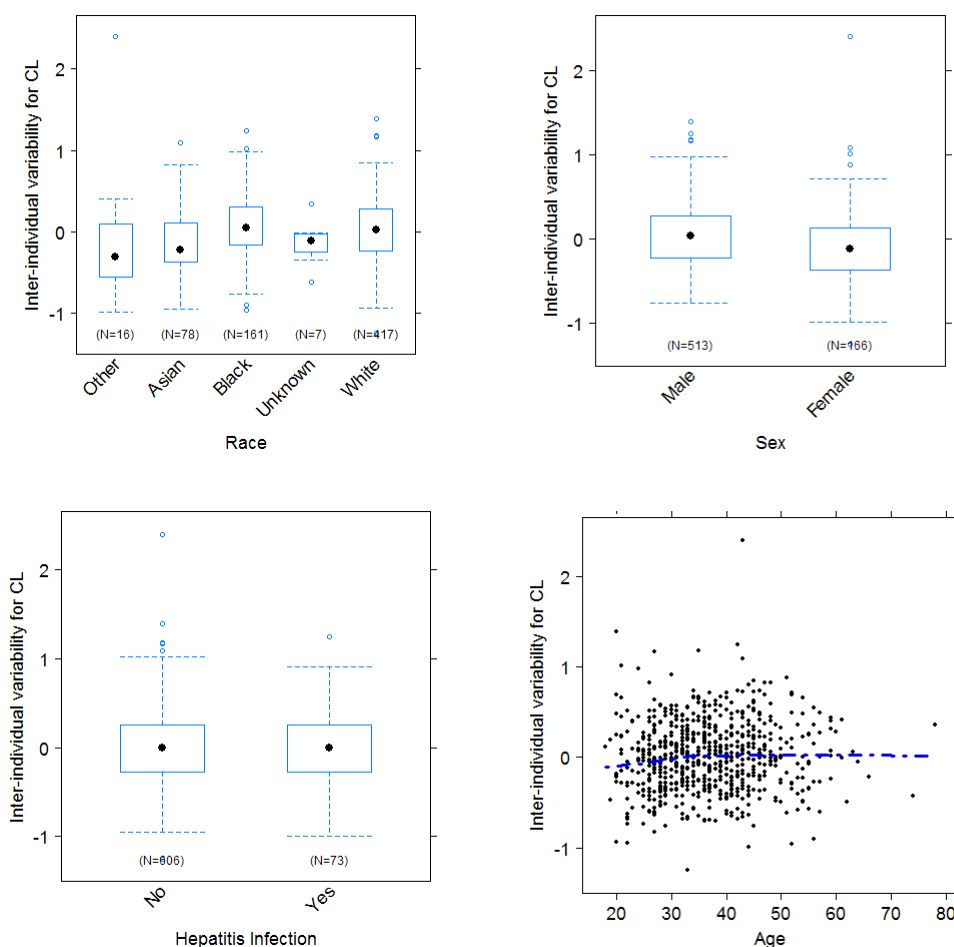 Inter-individual variability for CL
2
1
0
-1
(N=16) (N=78) (N=161) (N=7) (N=417)
Other Asian Black Unknown White
Race
Inter-individual variability for CL
2
1
0
-1
(N=513) (N=166)
Male Female
Sex
Inter-individual variability for CL
2
1
0
-1
(N=606) (N=73)
No Yes
Hepatitis Infection
Inter-individual variability for CL
2
1
0
-1
20 30 40 50 60 70 80
Age